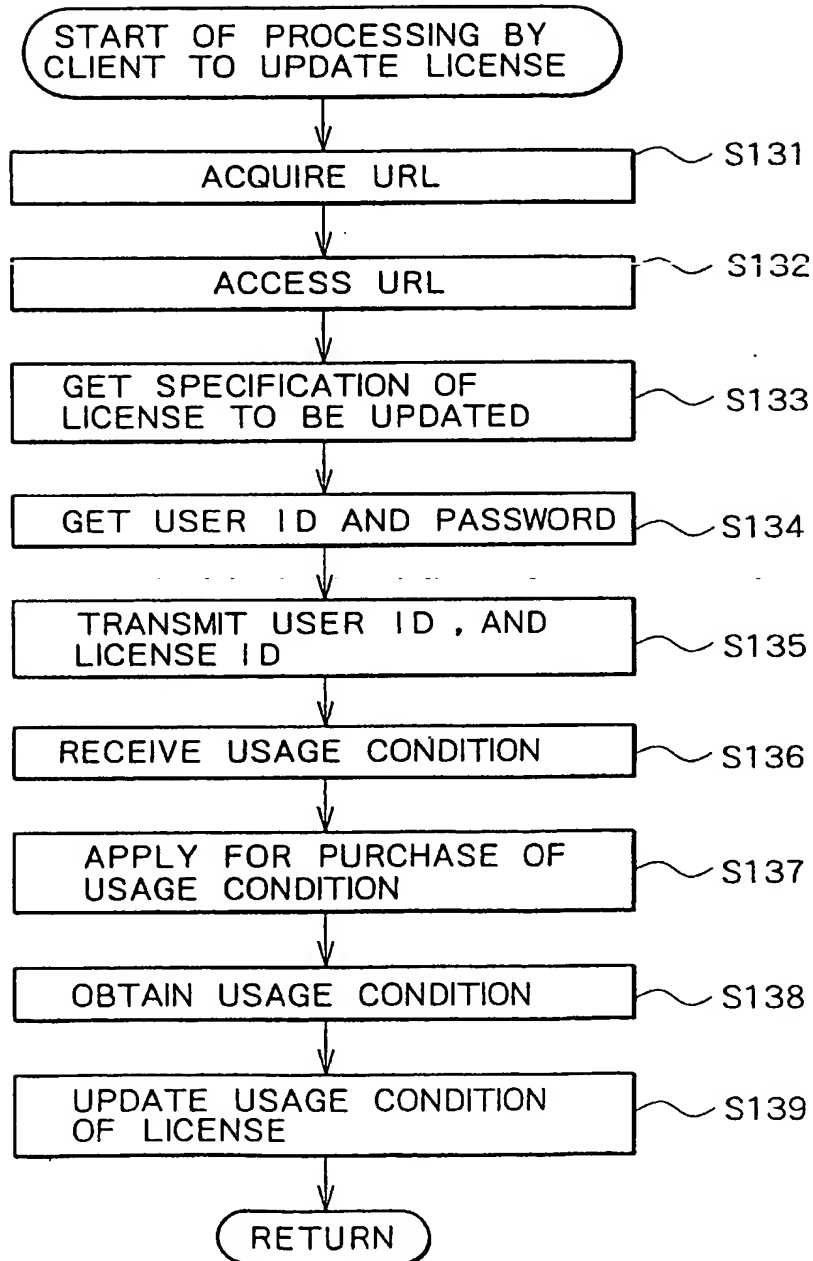 START OF PROCESSING BY
CLIENT TO UPDATE LICENSE
S131
ACQUIRE URL
S132
ACCESS URL
GET SPECIFICATION OF
LICENSE TO BE UPDATED
S133
GET USER ID AND PASSWORD
S134
TRANSMIT USER ID , AND
LICENSE ID
S135
RECEIVE USAGE CONDITION
S136
APPLY FOR PURCHASE OF
USAGE CONDITION
S137
OBTAIN USAGE CONDITION
S138
UPDATE USAGE CONDITION
OF LICENSE
S139
RETURN